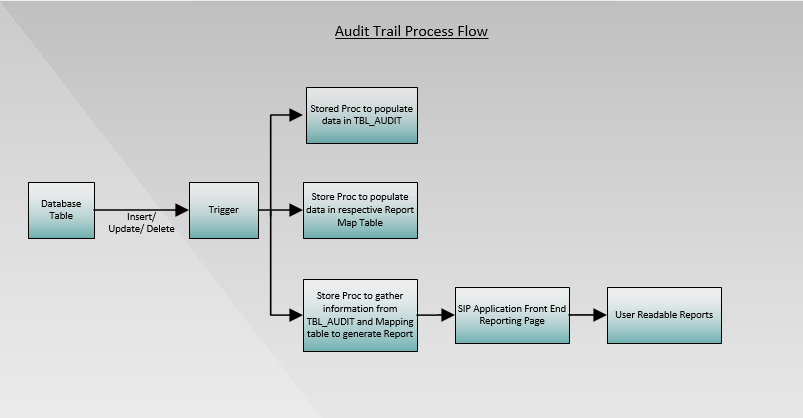 Audit Trail Process Flow
Stored Proc to populate
data in TBL_AUDIT
Database
Table
Insert/
Update/ Delete
Trigger
Store Proc to populate
data in respective Report
Map Table
Store Proc to gather
information from
TBL_AUDIT and Mapping
table to generate Report
SIP Application Front End
Reporting Page
User Readable Reports